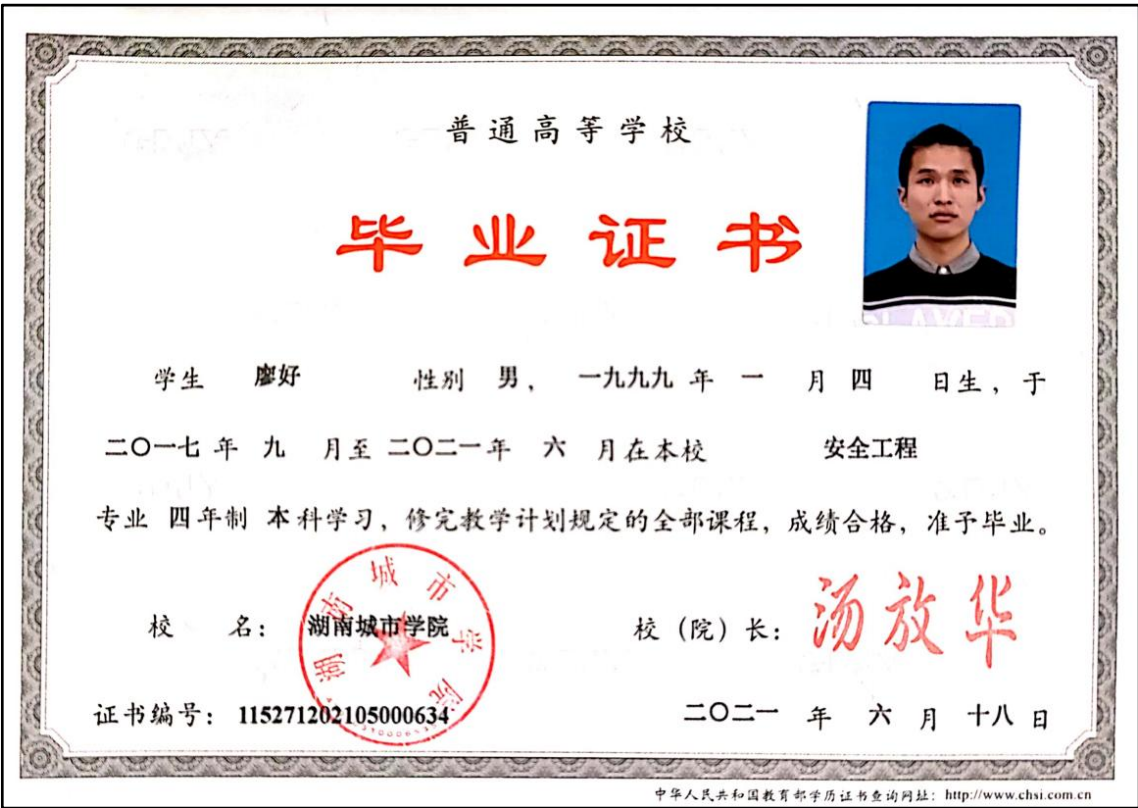 普通高等学校
毕业证书
学生 廖好 性别 男， 一九九九 年 一 月 四 日生，于
二〇一七 年 九 月至 二〇二一 年 六 月在本校 安全工程
专业 四年制 本科学习，修完教学计划规定的全部课程，成绩合格，准予毕业。
校 名： 湖南城市学院
湖南城市学院
校（院）长： 汤放华
证书编号： 115271202105000634
二〇二一 年 六 月 十八 日
中华人民共和国教育部学历证书查询网址：http://www.chsi.com.cn